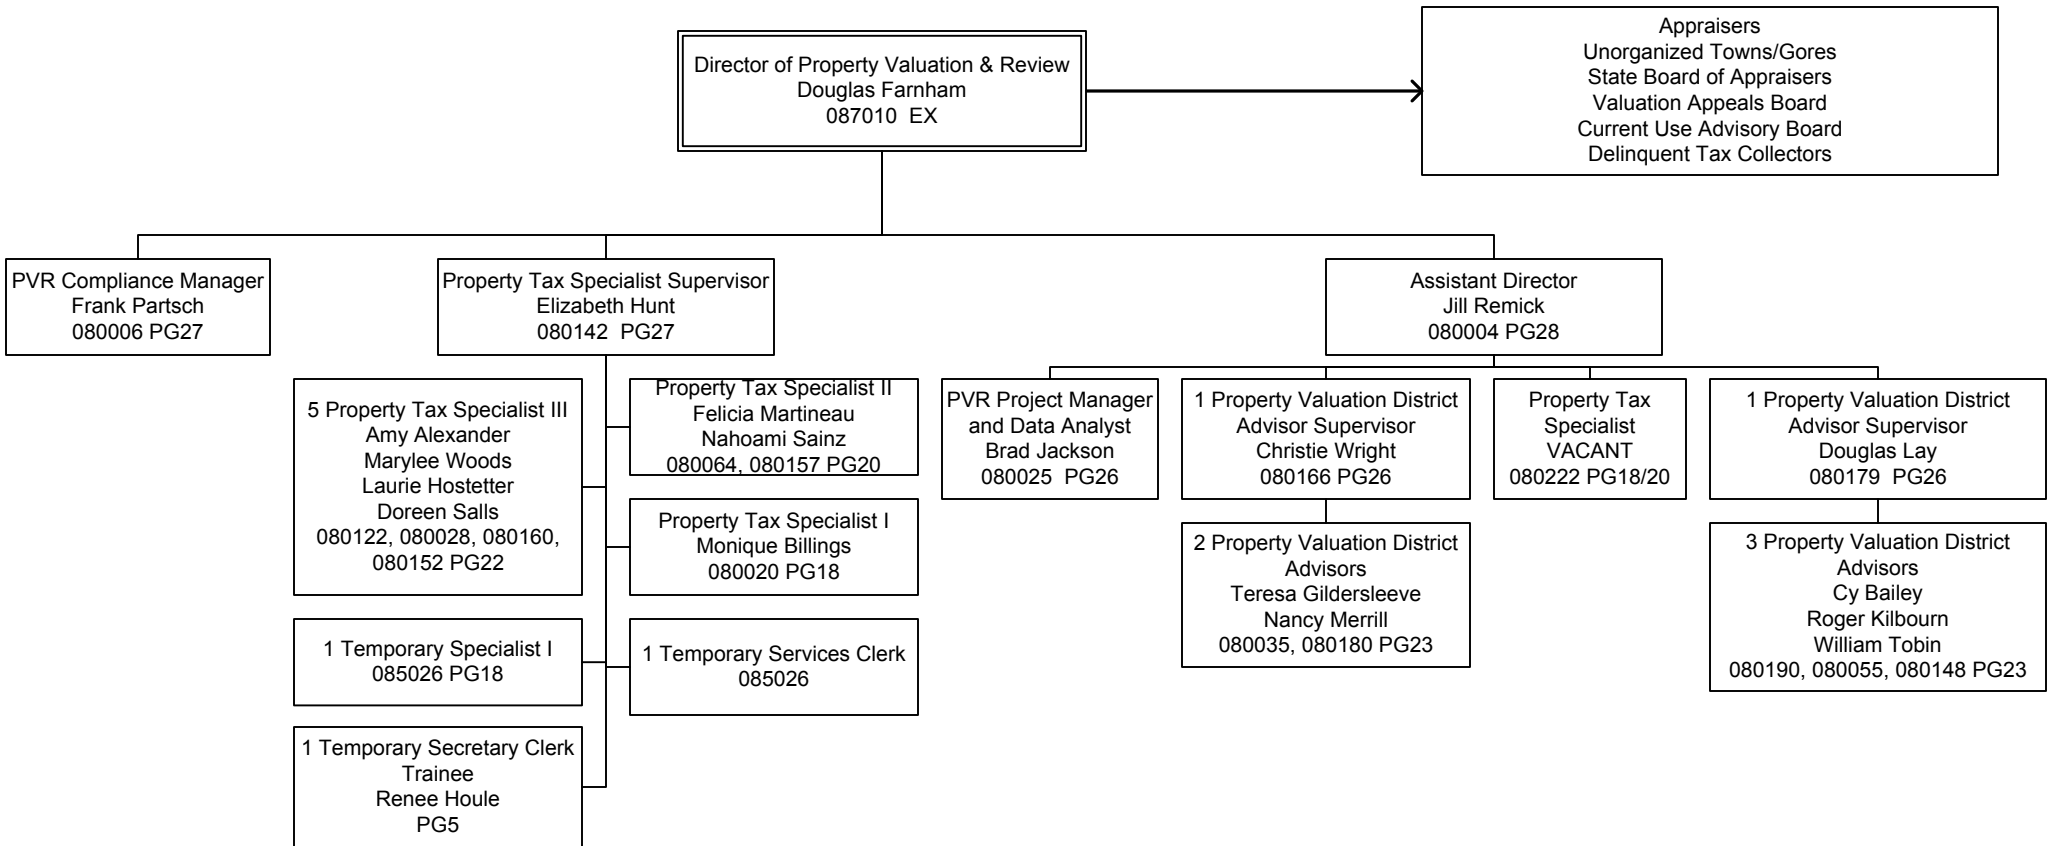 Director of Property Valuation & Review
Douglas Farnham
087010 EX
Appraisers
Unorganized Towns/Gores
State Board of Appraisers
Valuation Appeals Board
Current Use Advisory Board
Delinquent Tax Collectors
PVR Compliance Manager
Frank Partsch
080006 PG27
Property Tax Specialist Supervisor
Elizabeth Hunt
080142 PG27
Assistant Director
Jill Remick
080004 PG28
5 Property Tax Specialist III
Amy Alexander
Marylee Woods
Laurie Hostetter
Doreen Salls
080122, 080028, 080160,
080152 PG22
Property Tax Specialist II
Felicia Martineau
Nahoami Sainz
080064, 080157 PG20
Property Tax Specialist I
Monique Billings
080020 PG18
1 Temporary Specialist I
085026 PG18
1 Temporary Services Clerk
085026
1 Temporary Secretary Clerk
Trainee
Renee Houle
PG5
PVR Project Manager
and Data Analyst
Brad Jackson
080025 PG26
1 Property Valuation District
Advisor Supervisor
Christie Wright
080166 PG26
Property Tax
Specialist
VACANT
080222 PG18/20
1 Property Valuation District
Advisor Supervisor
Douglas Lay
080179 PG26
2 Property Valuation District
Advisors
Teresa Gildersleeve
Nancy Merrill
080035, 080180 PG23
3 Property Valuation District
Advisors
Cy Bailey
Roger Kilbourn
William Tobin
080190, 080055, 080148 PG23